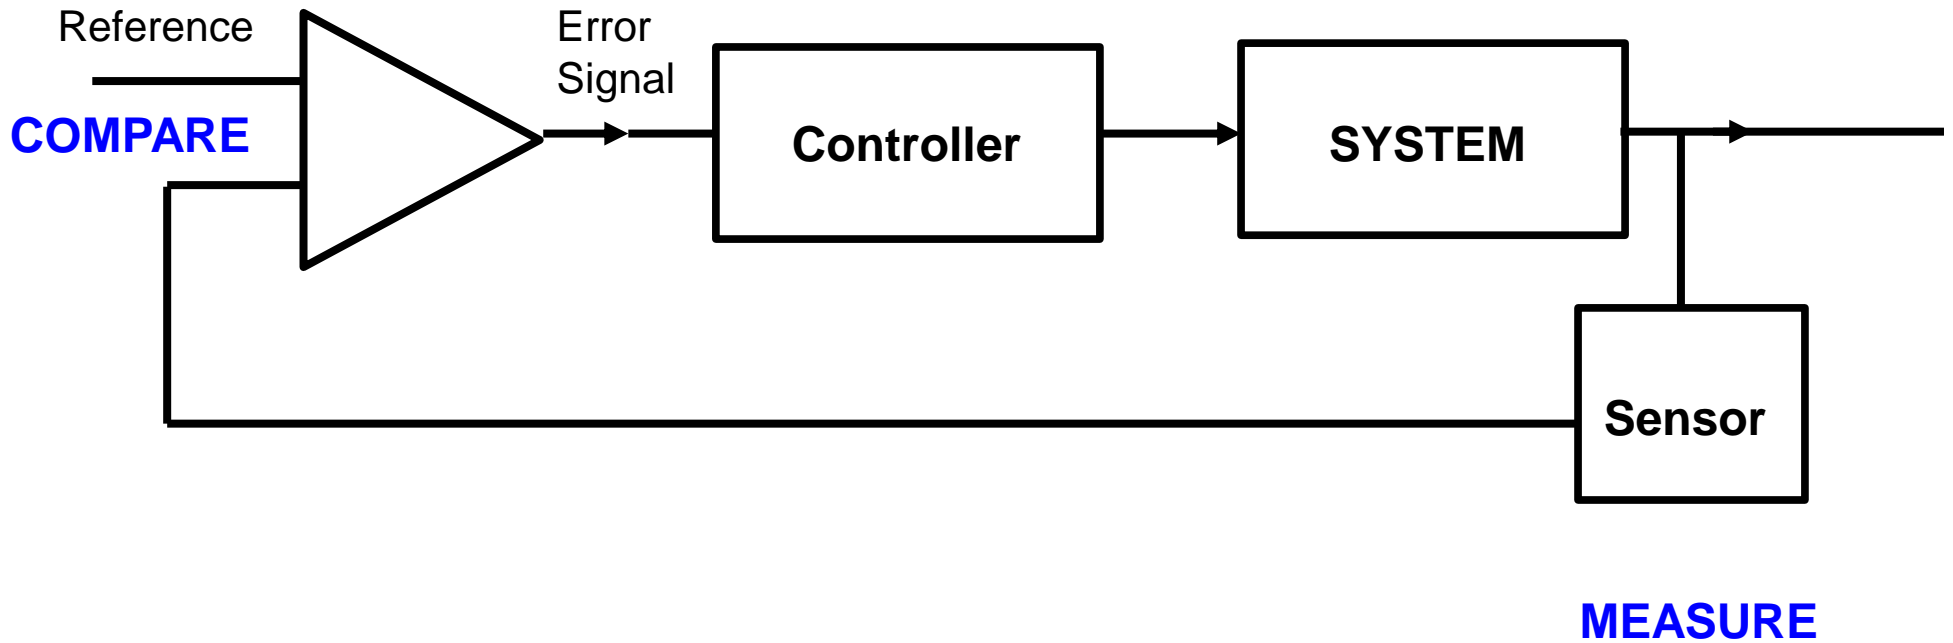 Reference
Error
Signal
COMPARE
Controller
SYSTEM
Sensor
MEASURE